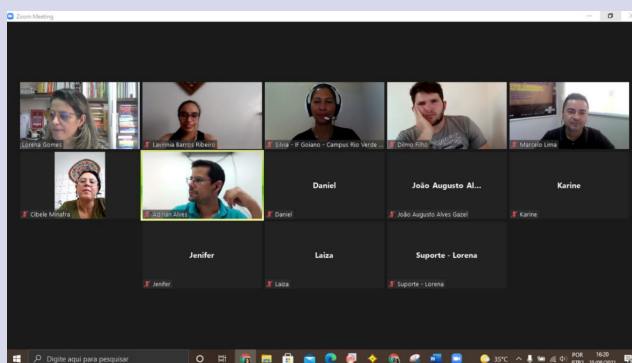 Zoom Meeting
Lorena Gomes
Lavinnia Barros Ribeiro
Silvia - IF Goiano - Campus Rio Verde ...
Dilmo Filho
Marcelo Lima
Cibele Minafra
Adrian Alves
Daniel
Daniel
João Augusto Al...
João Augusto Alves Gazel
Karine
Karine
Jenifer
Jenifer
Laiza
Laiza
Suporte - Lorena
Suporte - Lorena
Digite aqui para pesquisar
35°C
POR
16:20